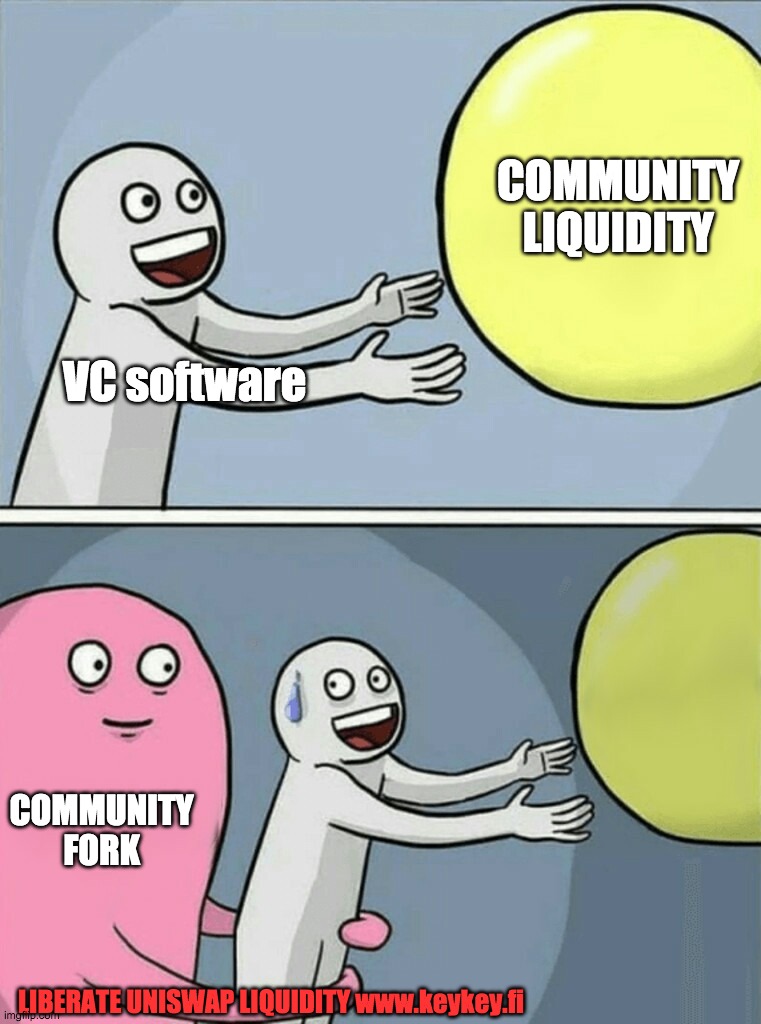 COMMUNITY
LIQUIDITY
VC software
COMMUNITY
FORK
LIBERATE UNISWAP LIQUIDITY www.keykey.fi
imgflip.com